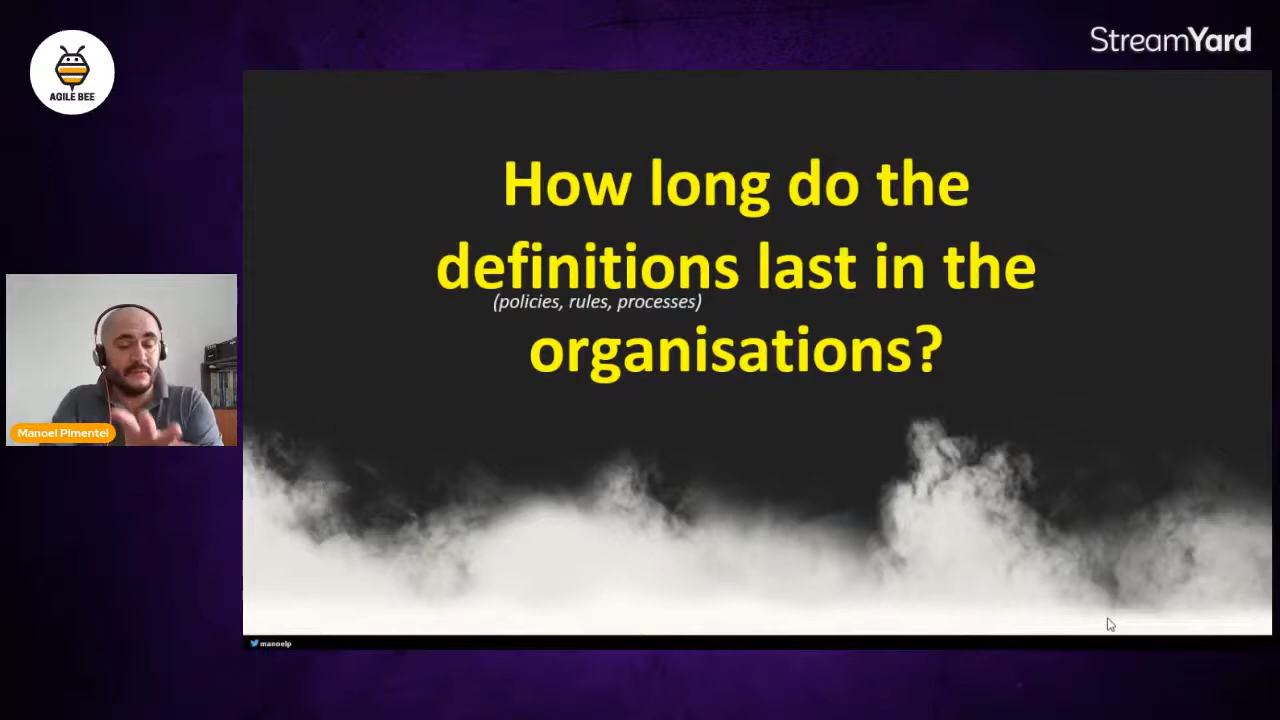 AGILE BEE
StreamYard
How long do the
definitions last in the
(policies, rules, processes)
organisations?
Manoel Pimentel
manoelp